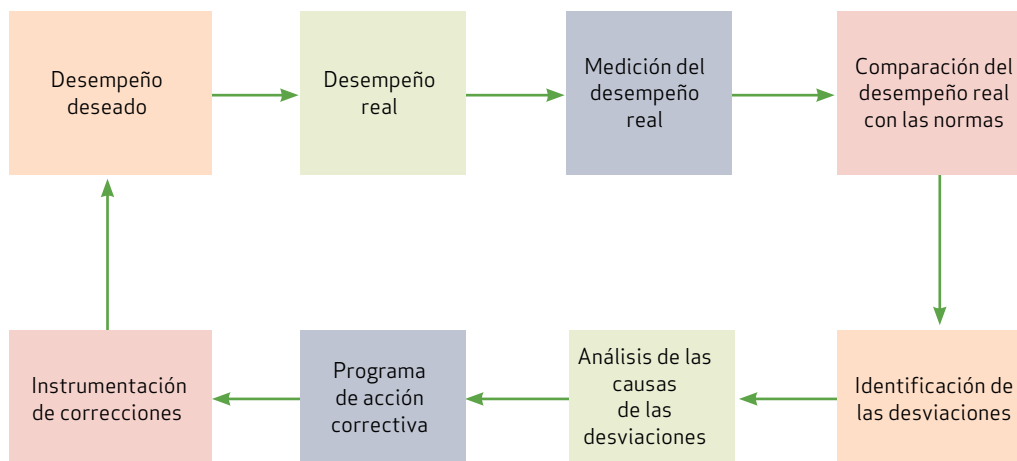 Desempeño
deseado
Desempeño
real
Medición del
desempeño
real
Comparación del
desempeño real
con las normas
Identificación de
las desviaciones
Análisis de las
causas
de las
desviaciones
Programa
de acción
correctiva
Instrumentación
de correcciones